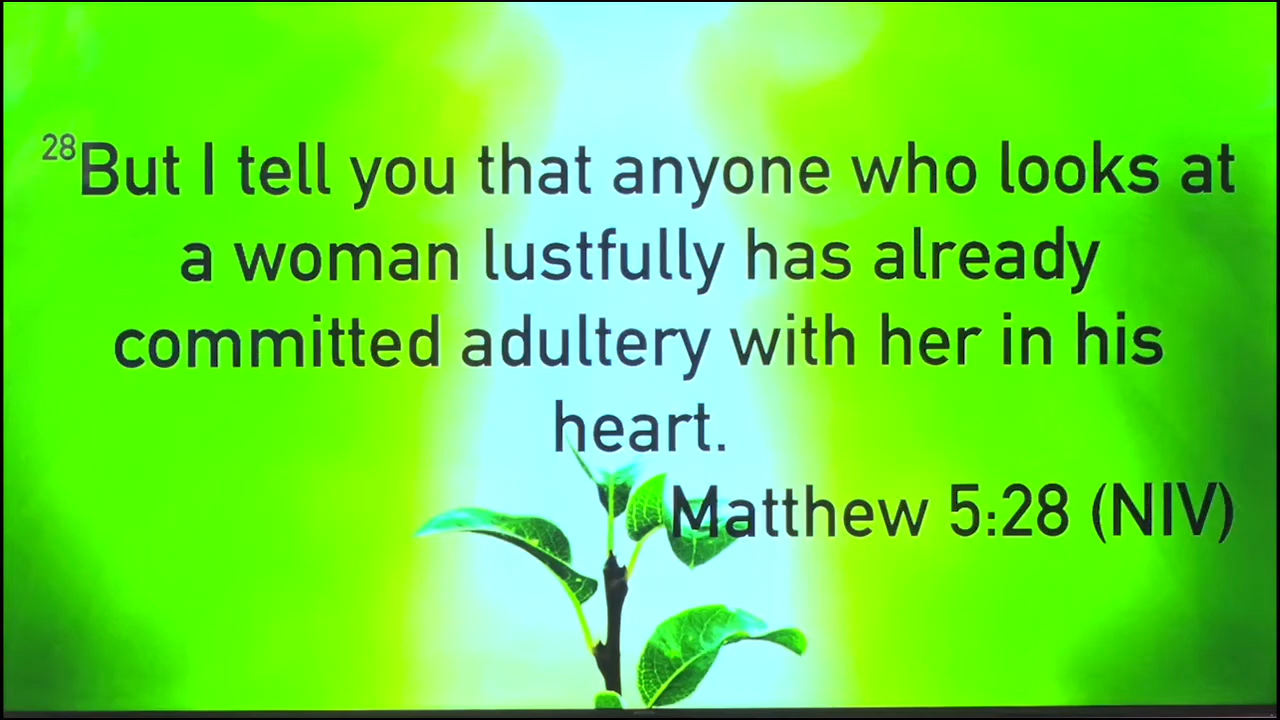 28But I tell you that anyone who looks at
a woman lustfully has already
committed adultery with her in his
heart.
Matthew 5:28 (NIV)